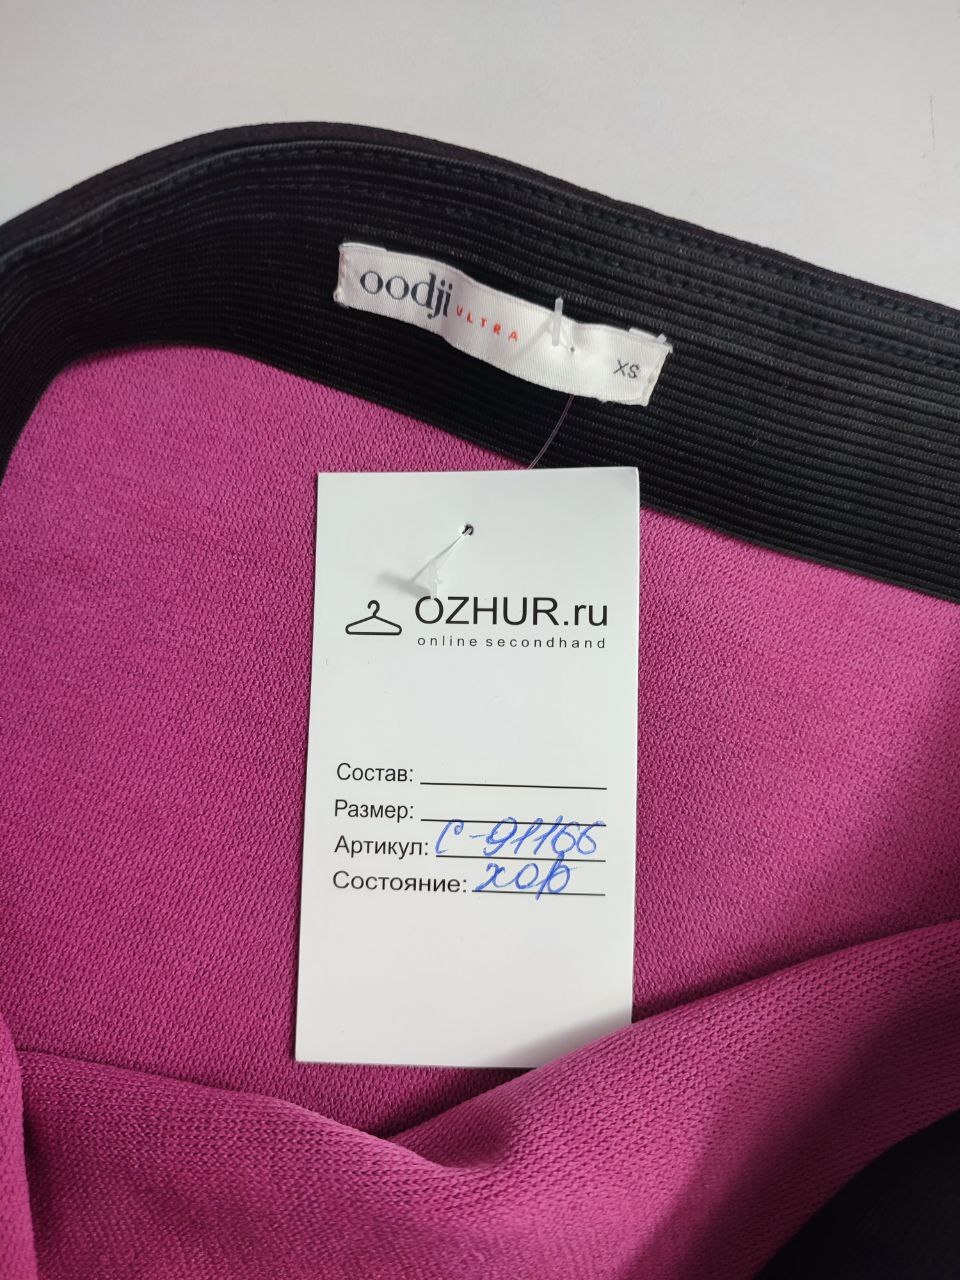 oodji ULTRA XS
OZHUR.ru
online secondhand
Состав:
Размер:
Артикул: С-91166
Состояние: хор